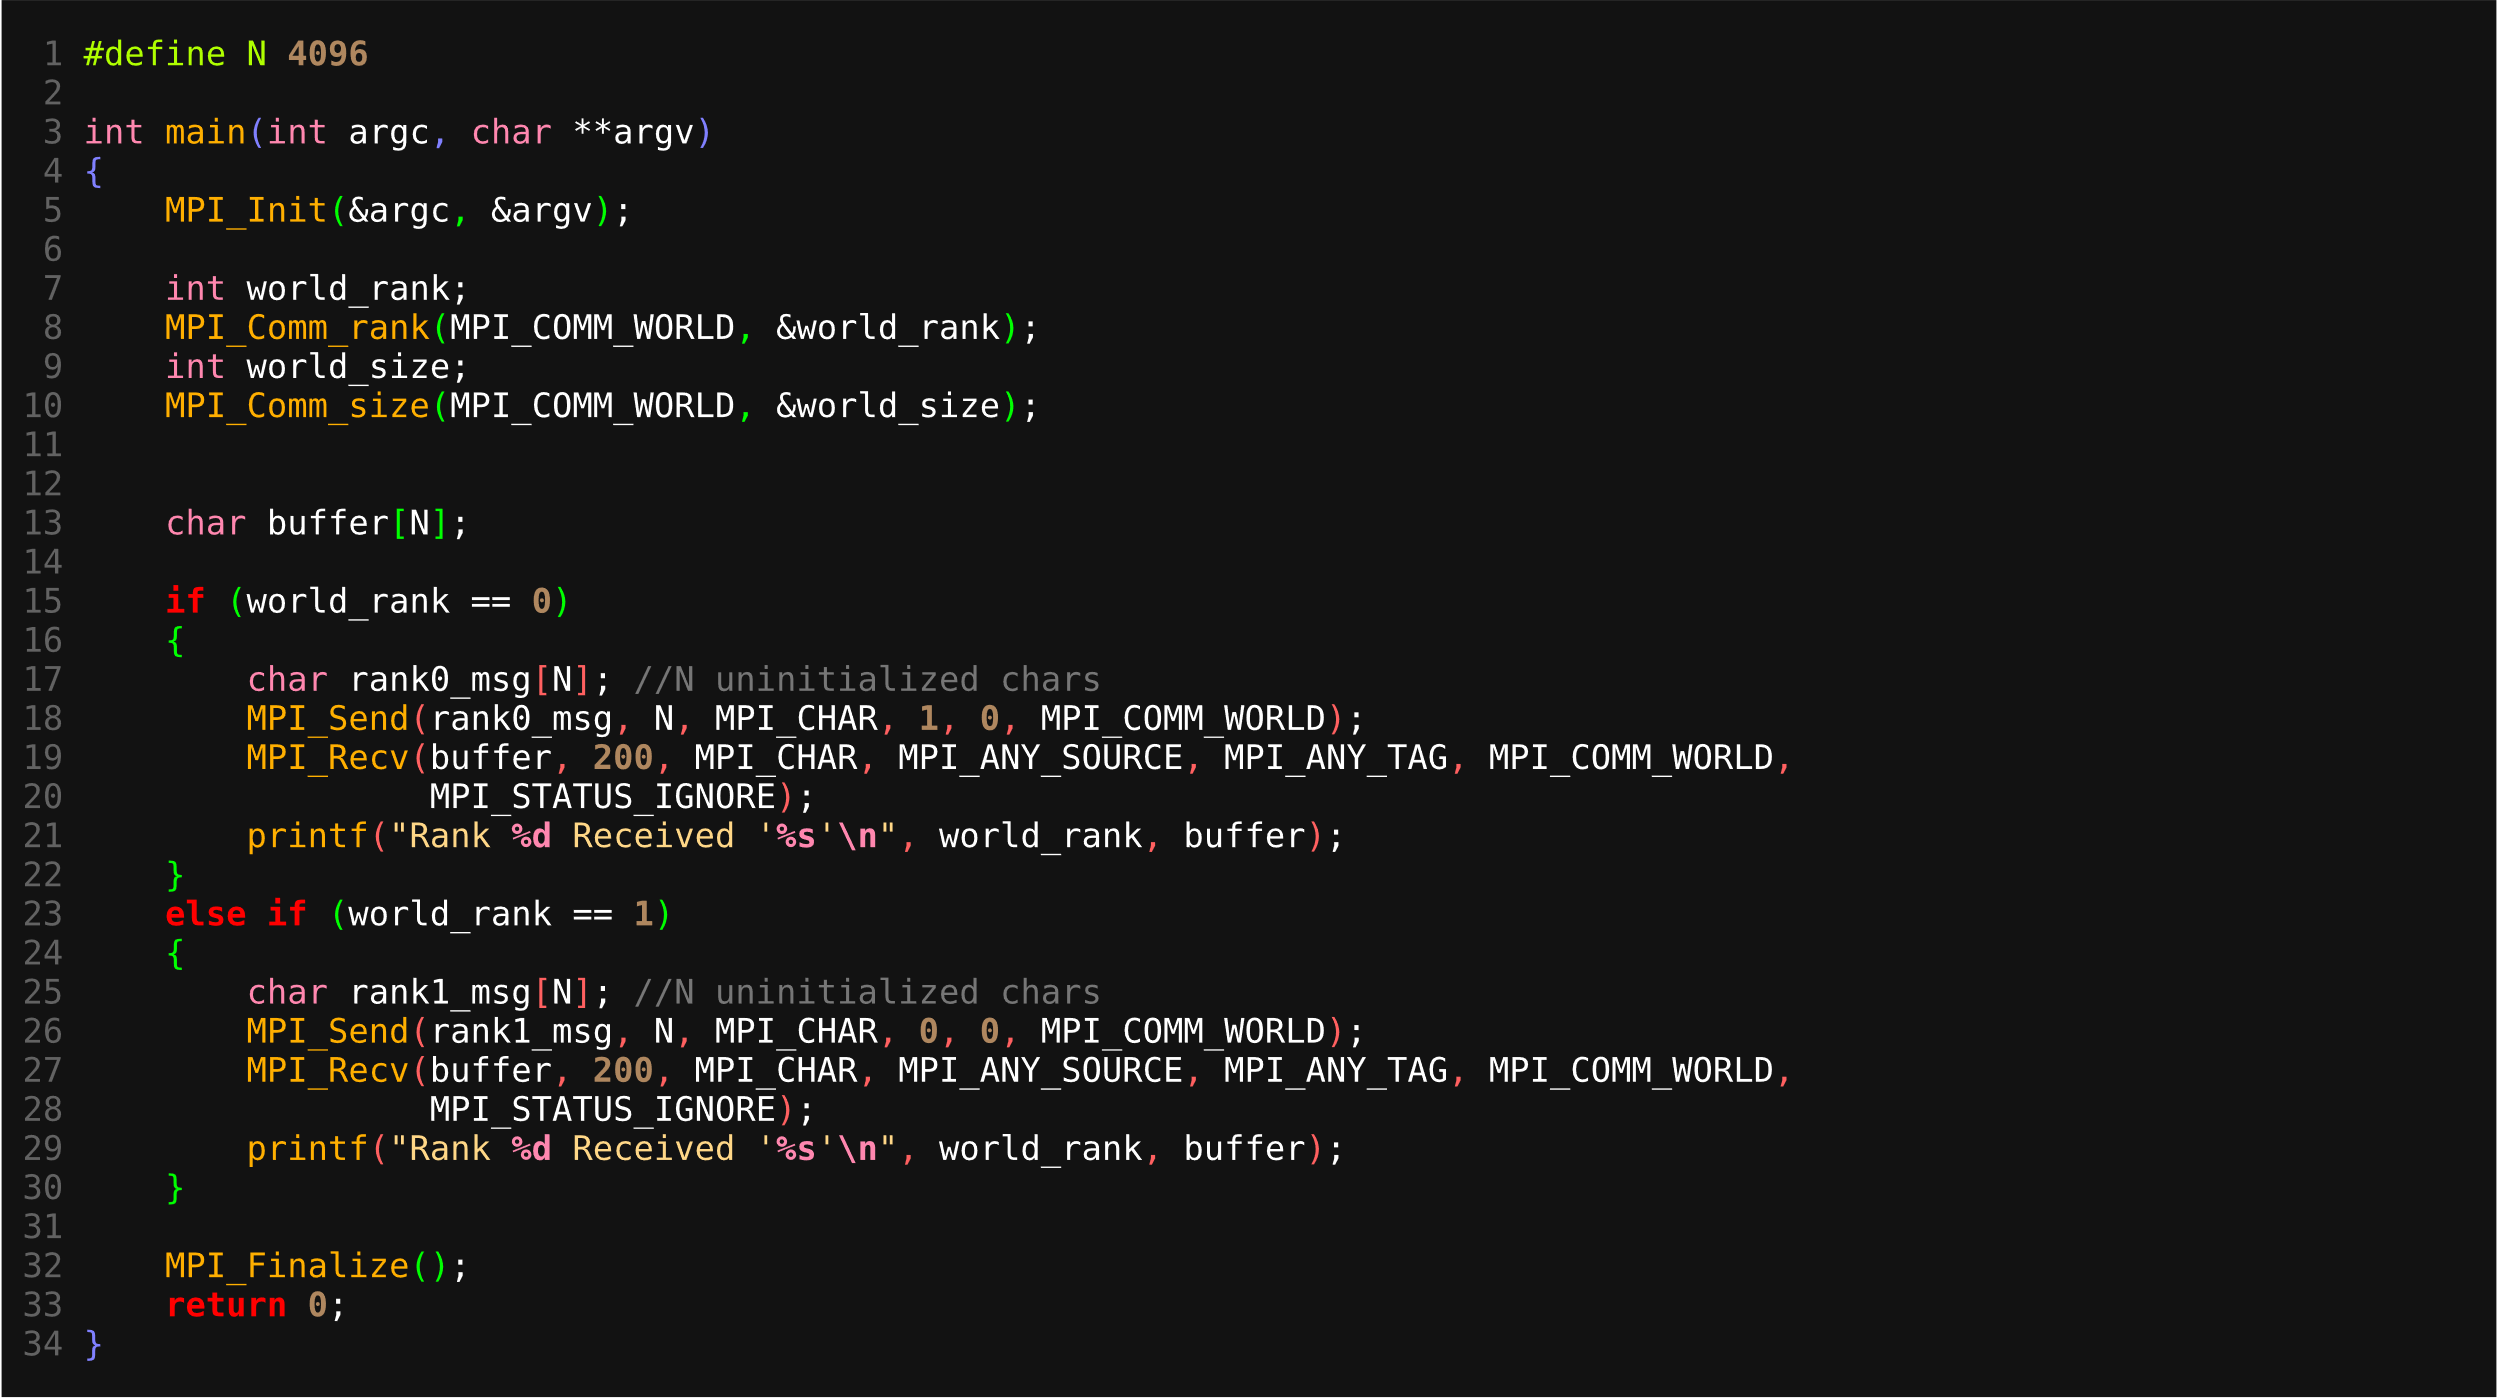 1 #define N 4096
2
3 int main(int argc, char **argv)
4 {
5     MPI_Init(&argc, &argv);
6
7     int world_rank;
8     MPI_Comm_rank(MPI_COMM_WORLD, &world_rank);
9     int world_size;
10     MPI_Comm_size(MPI_COMM_WORLD, &world_size);
11
12
13     char buffer[N];
14
15     if (world_rank == 0)
16     {
17         char rank0_msg[N]; //N uninitialized chars
18         MPI_Send(rank0_msg, N, MPI_CHAR, 1, 0, MPI_COMM_WORLD);
19         MPI_Recv(buffer, 200, MPI_CHAR, MPI_ANY_SOURCE, MPI_ANY_TAG, MPI_COMM_WORLD,
20                  MPI_STATUS_IGNORE);
21         printf("Rank %d Received '%s'\n", world_rank, buffer);
22     }
23     else if (world_rank == 1)
24     {
25         char rank1_msg[N]; //N uninitialized chars
26         MPI_Send(rank1_msg, N, MPI_CHAR, 0, 0, MPI_COMM_WORLD);
27         MPI_Recv(buffer, 200, MPI_CHAR, MPI_ANY_SOURCE, MPI_ANY_TAG, MPI_COMM_WORLD,
28                  MPI_STATUS_IGNORE);
29         printf("Rank %d Received '%s'\n", world_rank, buffer);
30     }
31
32     MPI_Finalize();
33     return 0;
34 }